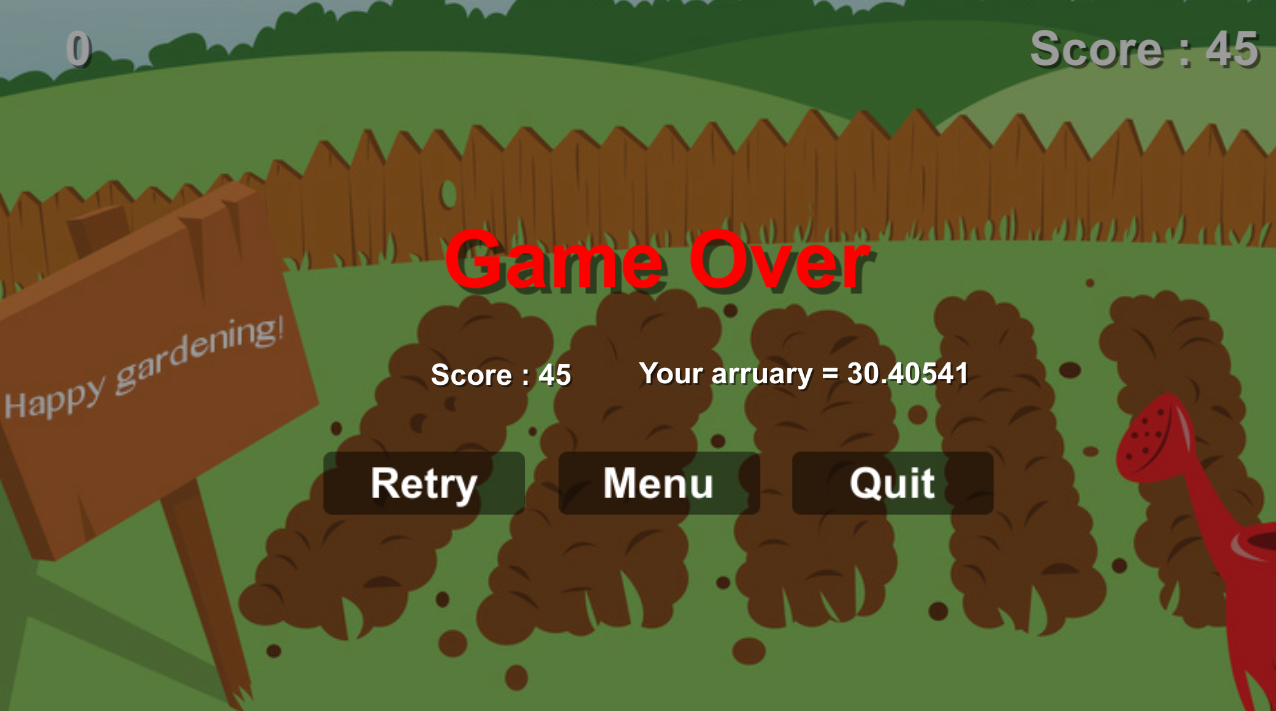 0
Score : 45
Game Over
Happy gardening!
Score : 45
Your arruary = 30.40541
Retry
Menu
Quit